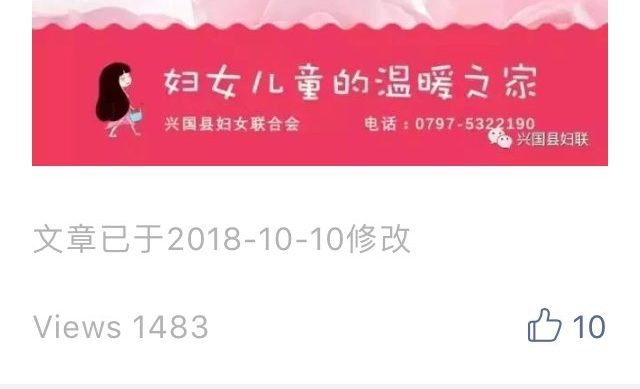 妇女儿童的温暖之家
兴国县妇女联合会 电话：0797-5322190
兴国县妇联
文章已于2018-10-10修改
Views 1483 10